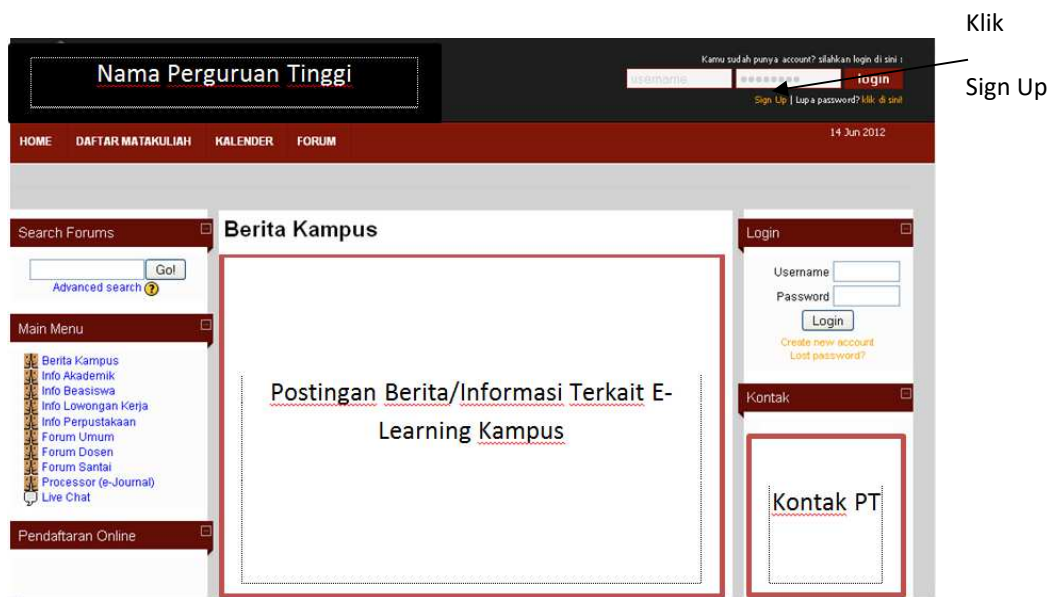 Klik
Sign Up
Nama Perguruan Tinggi
Kamu sudah punya account? silahkan login di sini :
username
login
Sign Up | Lupa password? klik di sini!
HOME DAFTAR MATAKULIAH KALENDER FORUM
14 Jun 2012
Search Forums
Go!
Advanced search
Main Menu
Berita Kampus
Info Akademik
Info Beasiswa
Info Lowongan Kerja
Info Perpustakaan
Forum Umum
Forum Dosen
Forum Santai
Processor (e-Journal)
Live Chat
Pendaftaran Online
Berita Kampus
Postingan Berita/Informasi Terkait E-
Learning Kampus
Login
Username
Password
Login
Create new account
Lost password?
Kontak
Kontak PT